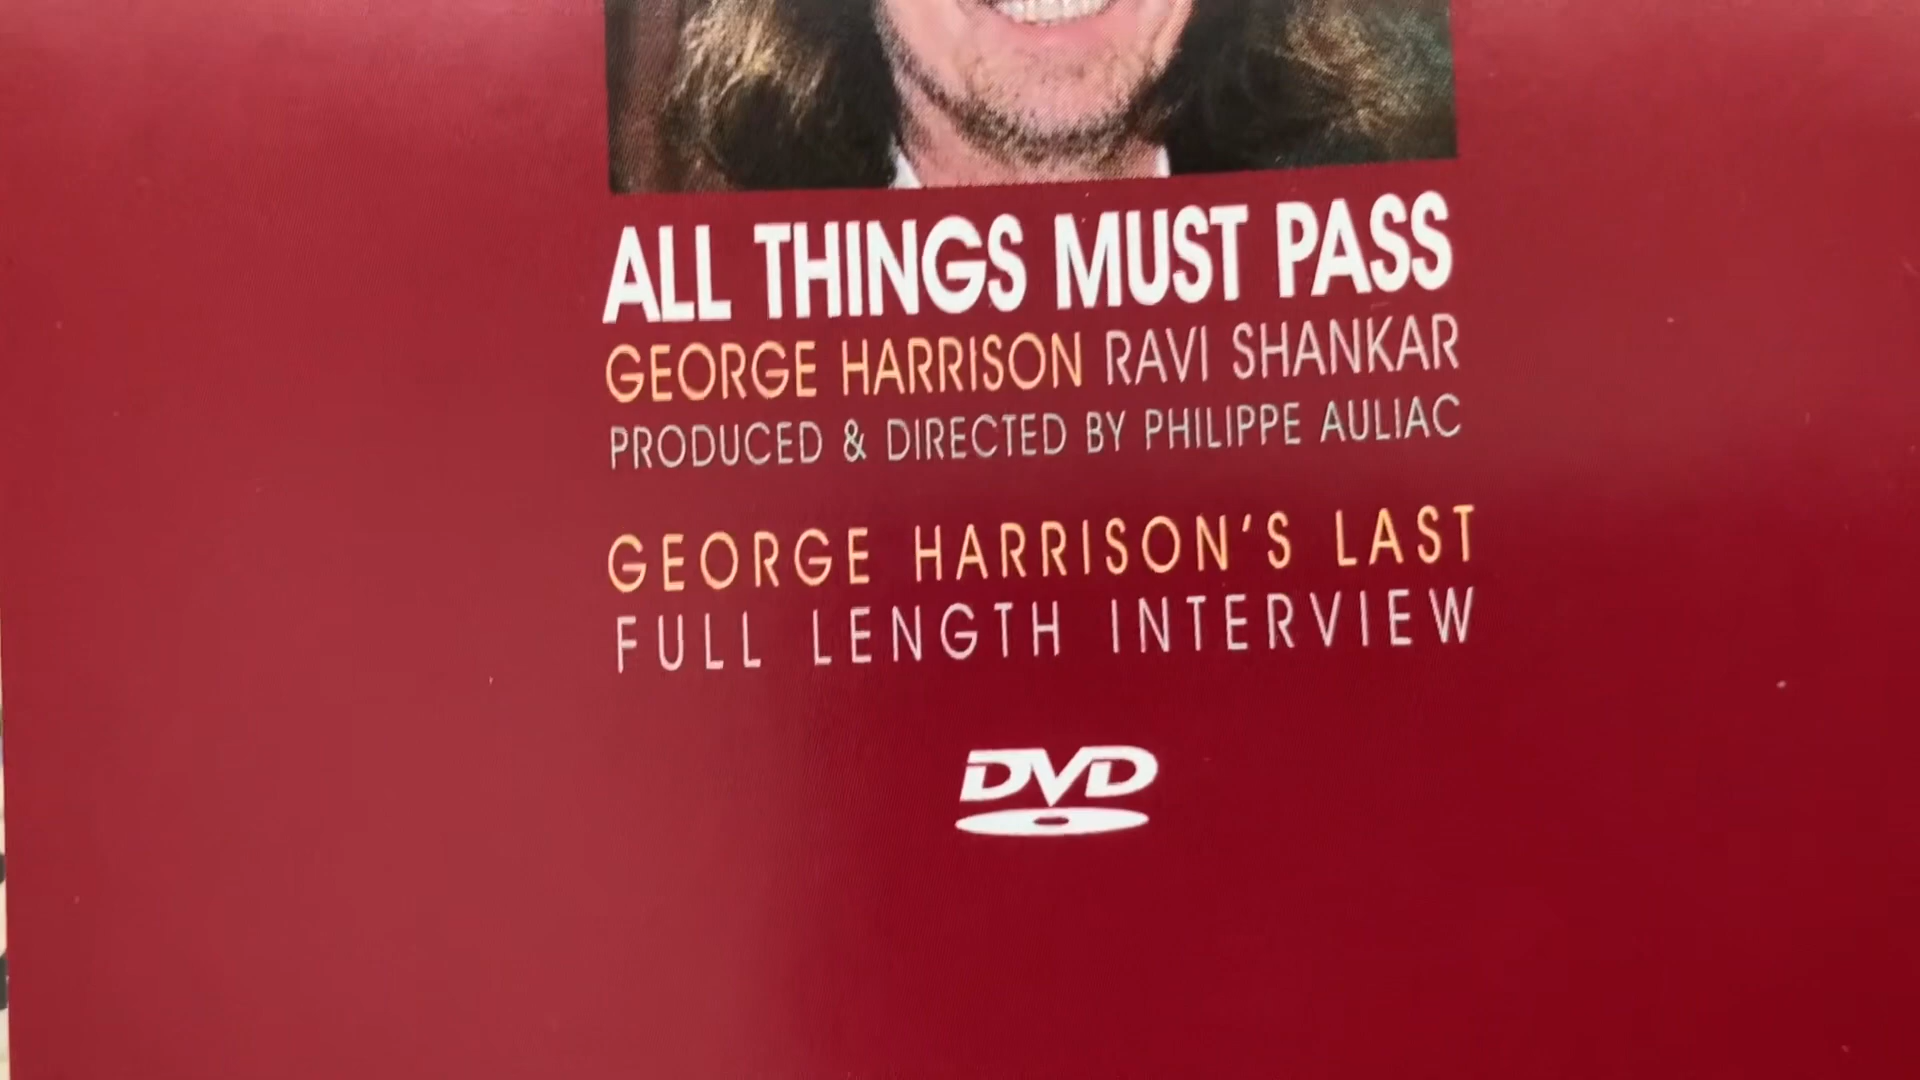 ALL THINGS MUST PASS
GEORGE HARRISON RAVI SHANKAR
PRODUCED & DIRECTED BY PHILIPPE AULIAC
GEORGE HARRISON'S LAST
FULL LENGTH INTERVIEW
DVD